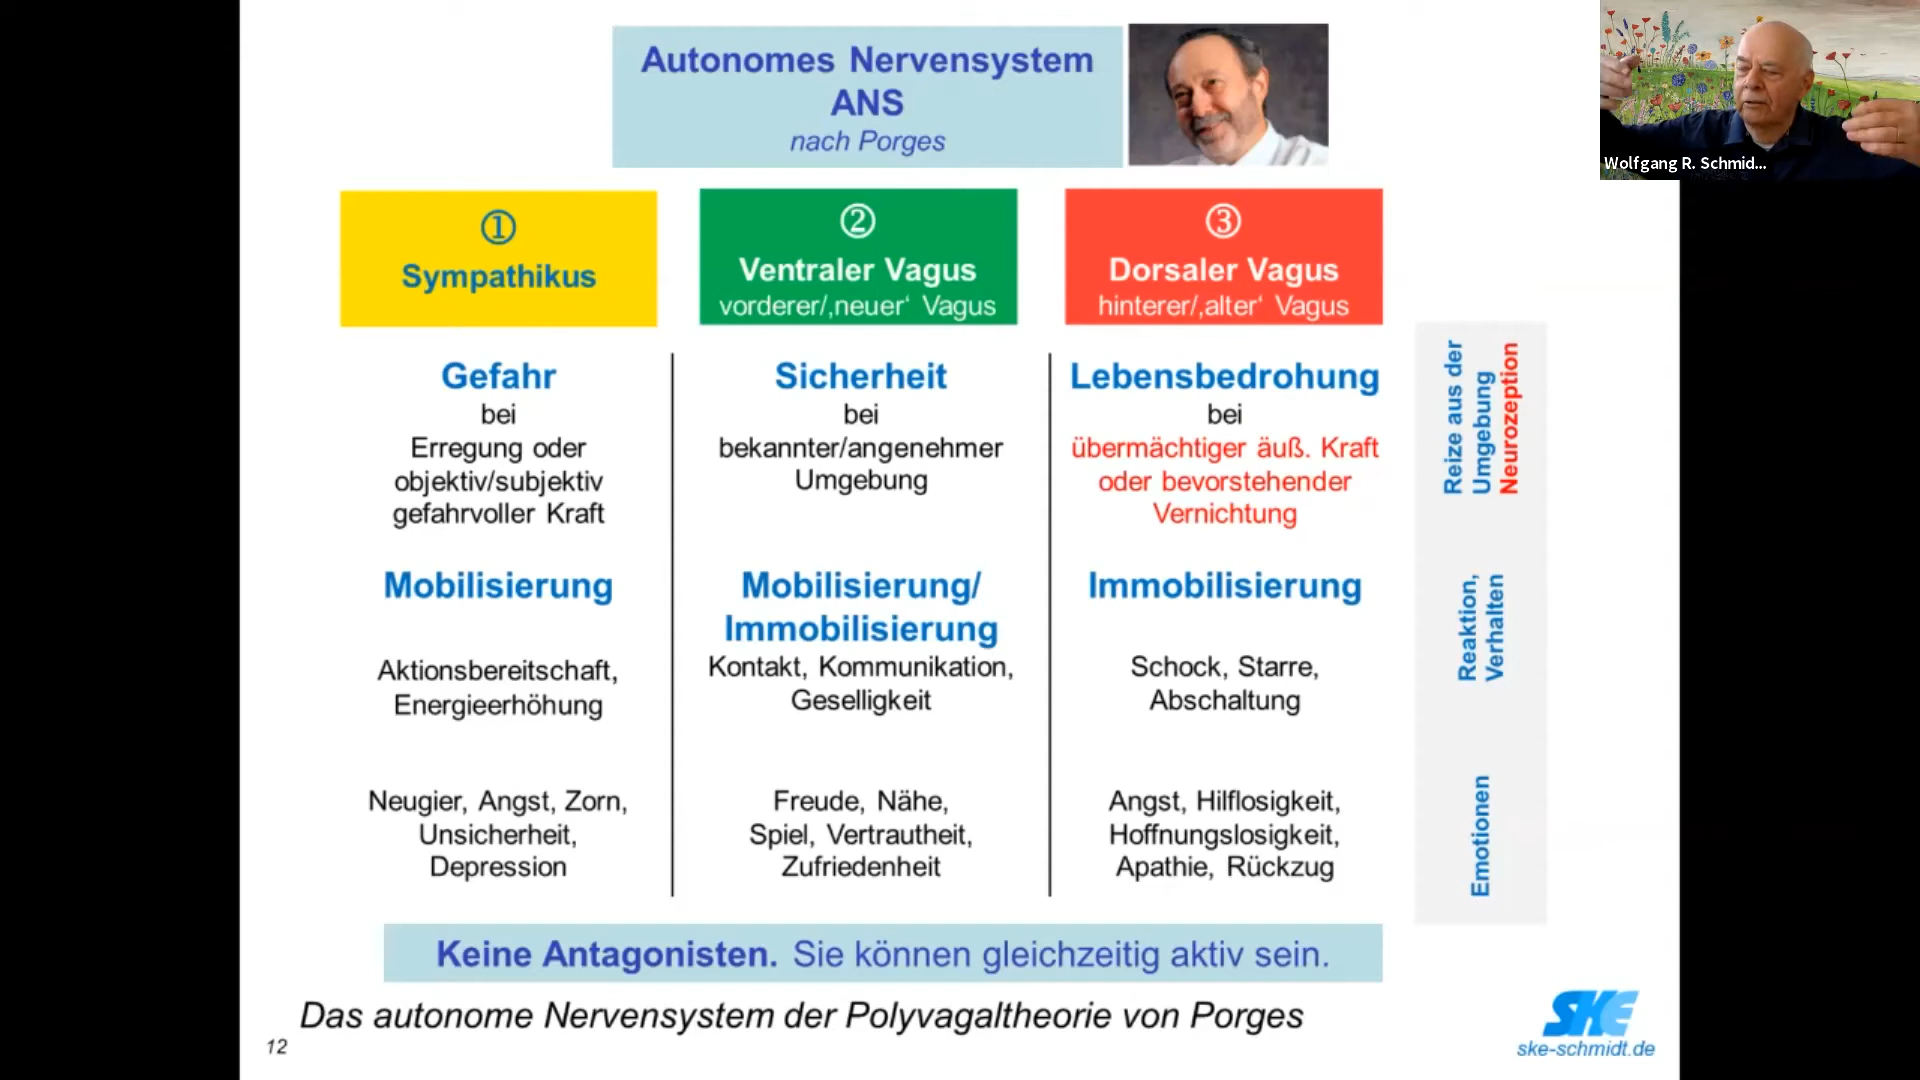 Autonomes Nervensystem
ANS
nach Porges
Wolfgang R. Schmid...
①
Sympathikus
②
Ventraler Vagus
vorderer/‚neuer‘ Vagus
③
Dorsaler Vagus
hinterer/‚alter‘ Vagus
Gefahr
bei
Erregung oder
objektiv/subjektiv
gefahrvoller Kraft
Sicherheit
bei
bekannter/angenehmer
Umgebung
Lebensbedrohung
bei
übermächtiger äuß. Kraft
oder bevorstehender
Vernichtung
Reize aus der
Umgebung
Neurozeption
Mobilisierung
Aktionsbereitschaft,
Energieerhöhung
Mobilisierung/
Immobilisierung
Kontakt, Kommunikation,
Geselligkeit
Immobilisierung
Schock, Starre,
Abschaltung
Reaktion,
Verhalten
Neugier, Angst, Zorn,
Unsicherheit,
Depression
Freude, Nähe,
Spiel, Vertrautheit,
Zufriedenheit
Angst, Hilflosigkeit,
Hoffnungslosigkeit,
Apathie, Rückzug
Emotionen
Keine Antagonisten. Sie können gleichzeitig aktiv sein.
Das autonome Nervensystem der Polyvagaltheorie von Porges
12
SKE
ske-schmidt.de